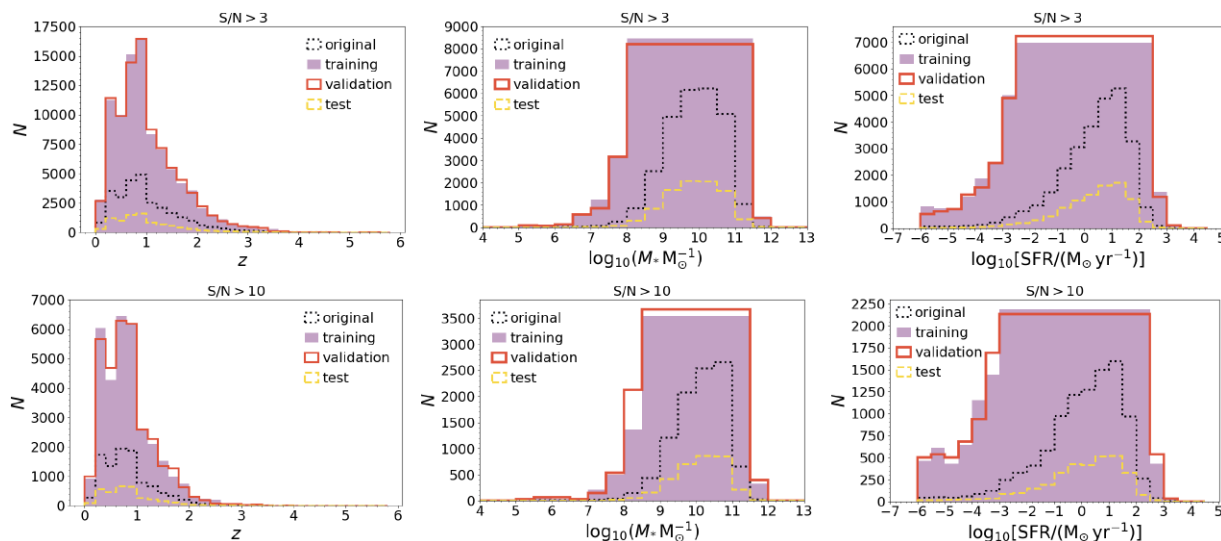 S/N > 3
17500
15000
12500
10000
7500
5000
2500
0
N
original
training
validation
test
0 1 2 3 4 5 6
z
S/N > 3
9000
8000
7000
6000
5000
4000
3000
2000
1000
0
N
original
training
validation
test
4 5 6 7 8 9 10 11 12 13
log₁₀(M* M⊙⁻¹)
S/N > 3
7000
6000
5000
4000
3000
2000
1000
0
N
original
training
validation
test
−7 −6 −5 −4 −3 −2 −1 0 1 2 3 4 5
log₁₀[SFR/(M⊙ yr⁻¹)]
S/N > 10
7000
6000
5000
4000
3000
2000
1000
0
N
original
training
validation
test
0 1 2 3 4 5 6
z
S/N > 10
3500
3000
2500
2000
1500
1000
500
0
N
original
training
validation
test
4 5 6 7 8 9 10 11 12 13
log₁₀(M* M⊙⁻¹)
S/N > 10
2250
2000
1750
1500
1250
1000
750
500
250
0
N
original
training
validation
test
−7 −6 −5 −4 −3 −2 −1 0 1 2 3 4 5
log₁₀[SFR/(M⊙ yr⁻¹)]